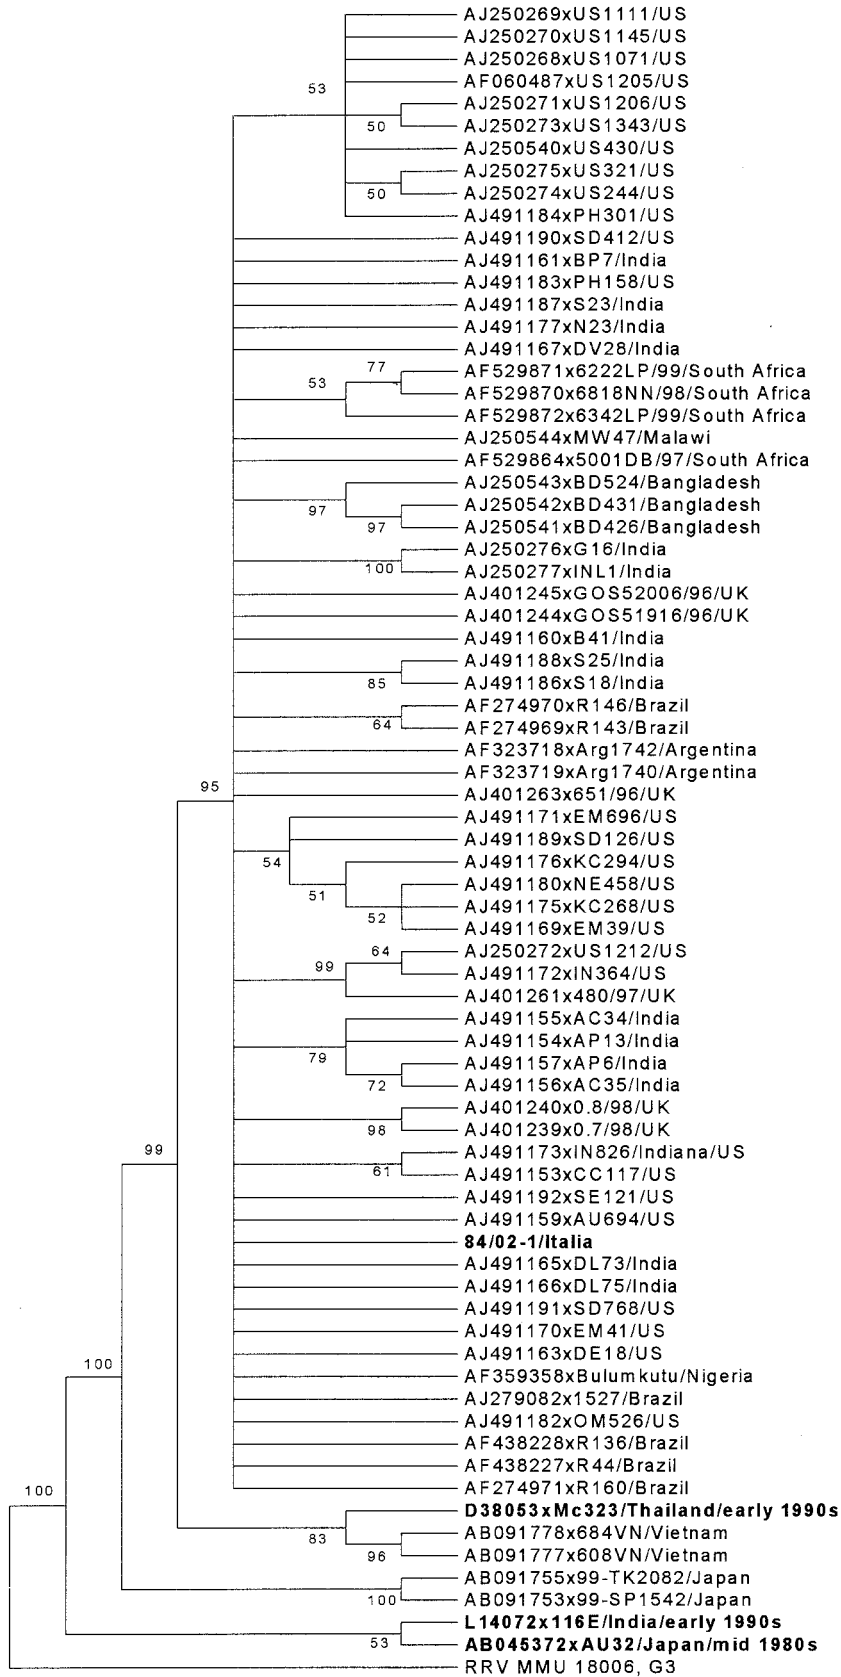 AJ250269xUS1111/US
AJ250270xUS1145/US
AJ250268xUS1071/US
53
AF060487xUS1205/US
AJ250271xUS1206/US
50
AJ250273xUS1343/US
AJ250540xUS430/US
AJ250275xUS321/US
50
AJ250274xUS244/US
AJ491184xPH301/US
AJ491190xSD412/US
AJ491161xBP7/India
AJ491183xPH158/US
AJ491187xS23/India
AJ491177xN23/India
AJ491167xDV28/India
77
AF529871x6222LP/99/South Africa
53
AF529870x6818NN/98/South Africa
AF529872x6342LP/99/South Africa
AJ250544xMW47/Malawi
AF529864x5001DB/97/South Africa
AJ250543xBD524/Bangladesh
97
AJ250542xBD431/Bangladesh
97
AJ250541xBD426/Bangladesh
AJ250276xG16/India
100
AJ250277xINL1/India
AJ401245xGOS52006/96/UK
AJ401244xGOS51916/96/UK
AJ491160xB41/India
AJ491188xS25/India
85
AJ491186xS18/India
AF274970xR146/Brazil
64
AF274969xR143/Brazil
AF323718xArg1742/Argentina
AF323719xArg1740/Argentina
95
AJ401263x651/96/UK
AJ491171xEM696/US
AJ491189xSD126/US
54
AJ491176xKC294/US
AJ491180xNE458/US
51
AJ491175xKC268/US
52
AJ491169xEM39/US
64
AJ250272xUS1212/US
99
AJ491172xIN364/US
AJ401261x480/97/UK
AJ491155xAC34/India
AJ491154xAP13/India
79
AJ491157xAP6/India
72
AJ491156xAC35/India
AJ401240x0.8/98/UK
98
AJ401239x0.7/98/UK
99
AJ491173xIN826/Indiana/US
61
AJ491153xCC117/US
AJ491192xSE121/US
AJ491159xAU694/US
84/02-1/Italia
AJ491165xDL73/India
AJ491166xDL75/India
AJ491191xSD768/US
AJ491170xEM41/US
AJ491163xDE18/US
100
AF359358xBulumkutu/Nigeria
AJ279082x1527/Brazil
AJ491182xOM526/US
AF438228xR136/Brazil
AF438227xR44/Brazil
100
AF274971xR160/Brazil
D38053xMc323/Thailand/early 1990s
83
AB091778x684VN/Vietnam
96
AB091777x608VN/Vietnam
AB091755x99-TK2082/Japan
100
AB091753x99-SP1542/Japan
L14072x116E/India/early 1990s
53
AB045372xAU32/Japan/mid 1980s
RRV MMU 18006, G3